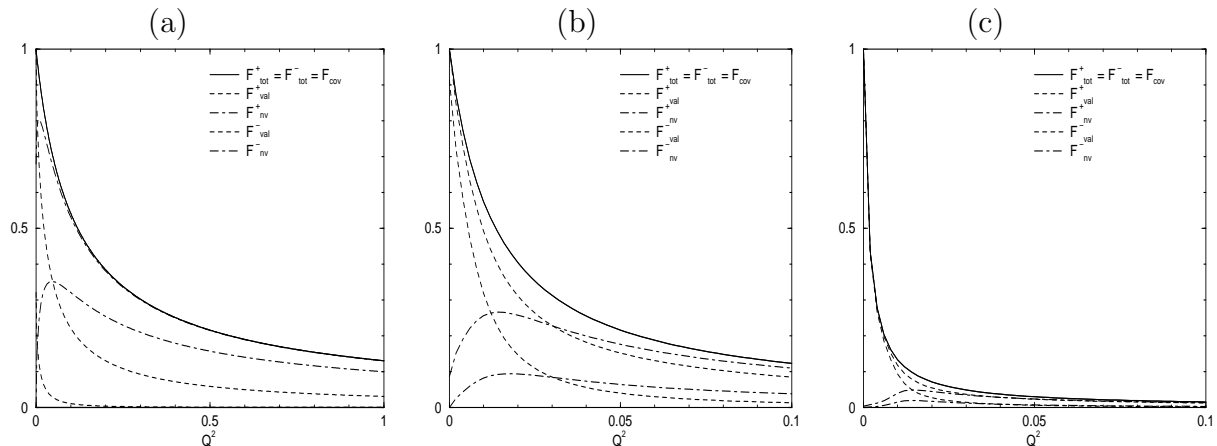 (a) (b) (c)
1
0.5
0
0 0.5 1
Q²
F⁺tot = F⁻tot = Fcov
F⁺val
F⁺nv
F⁻val
F⁻nv
1
0.5
0
0 0.05 0.1
Q²
F⁺tot = F⁻tot = Fcov
F⁺val
F⁺nv
F⁻val
F⁻nv
1
0.5
0
0 0.05 0.1
Q²
F⁺tot = F⁻tot = Fcov
F⁺val
F⁺nv
F⁻val
F⁻nv